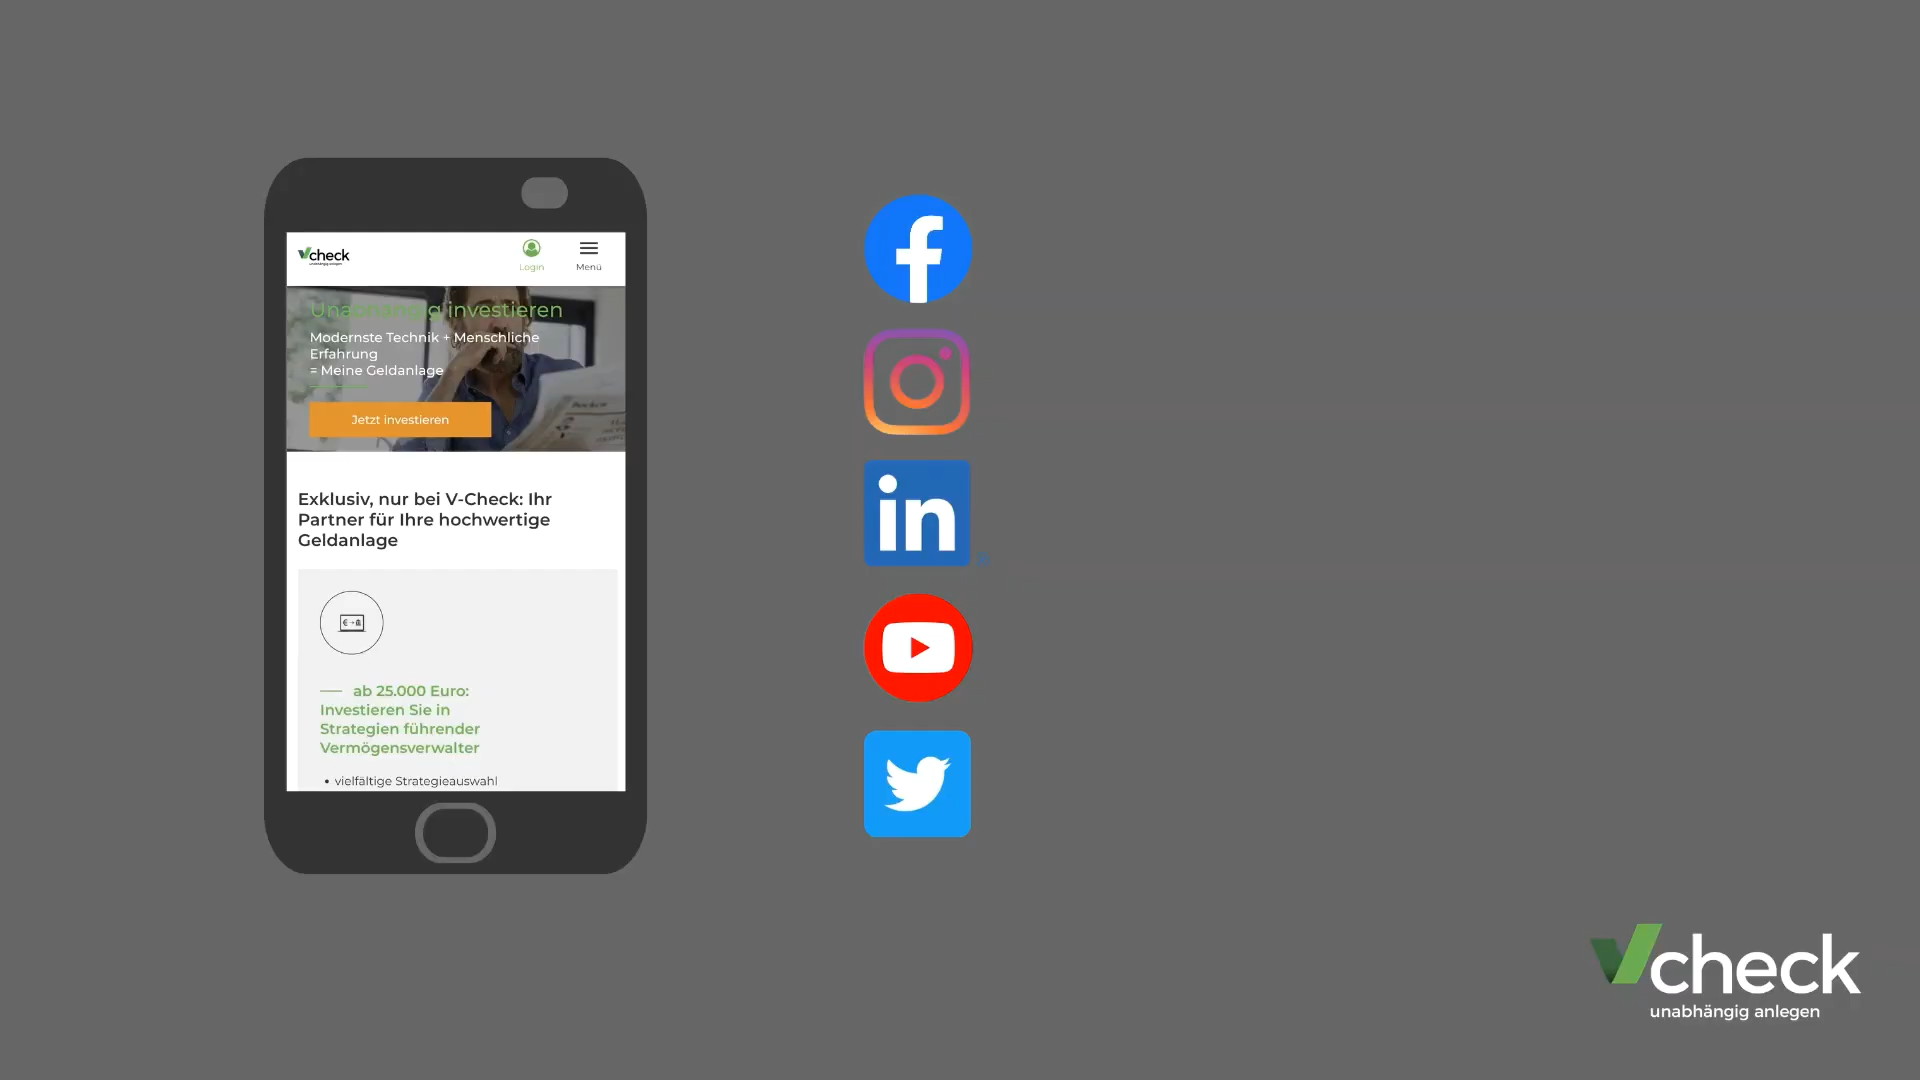 Vcheck
unabhängig anlegen
Login
Menü
Unabhängig investieren
Modernste Technik + Menschliche
Erfahrung
= Meine Geldanlage
Jetzt investieren
Exklusiv, nur bei V-Check: Ihr
Partner für Ihre hochwertige
Geldanlage
ab 25.000 Euro:
Investieren Sie in
Strategien führender
Vermögensverwalter
• vielfältige Strategieauswahl
in
Vcheck
unabhängig anlegen